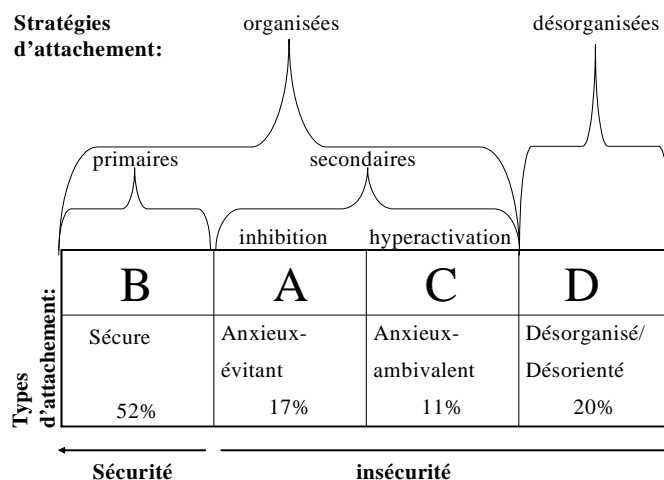 Stratégies organisées désorganisées
d'attachement:
primaires secondaires
inhibition hyperactivation
B A C D
Sécure Anxieux- Anxieux- Désorganisé/
évitant ambivalent Désorienté
52% 17% 11% 20%
Types
d'attachement:
Sécurité insécurité